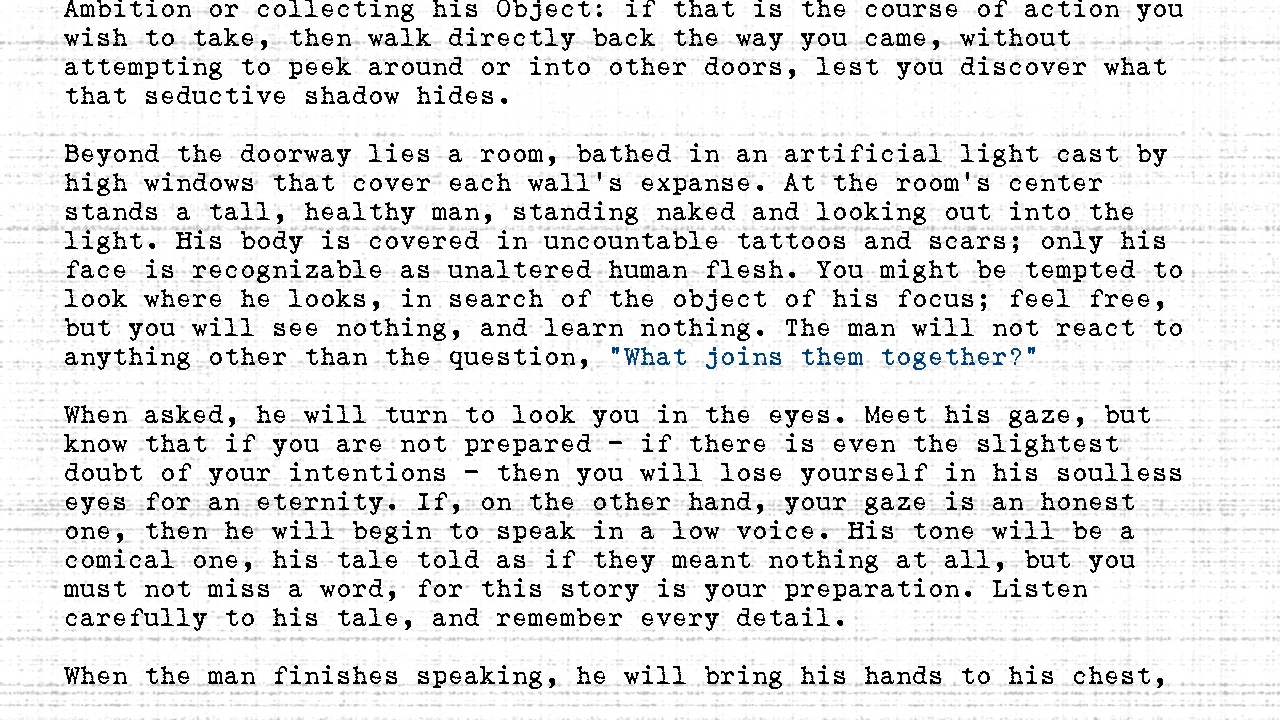 Ambition or collecting his Object: if that is the course of action you
wish to take, then walk directly back the way you came, without
attempting to peek around or into other doors, lest you discover what
that seductive shadow hides.
Beyond the doorway lies a room, bathed in an artificial light cast by
high windows that cover each wall's expanse. At the room's center
stands a tall, healthy man, standing naked and looking out into the
light. His body is covered in uncountable tattoos and scars; only his
face is recognizable as unaltered human flesh. You might be tempted to
look where he looks, in search of the object of his focus; feel free,
but you will see nothing, and learn nothing. The man will not react to
anything other than the question, "What joins them together?"
When asked, he will turn to look you in the eyes. Meet his gaze, but
know that if you are not prepared - if there is even the slightest
doubt of your intentions - then you will lose yourself in his soulless
eyes for an eternity. If, on the other hand, your gaze is an honest
one, then he will begin to speak in a low voice. His tone will be a
comical one, his tale told as if they meant nothing at all, but you
must not miss a word, for this story is your preparation. Listen
carefully to his tale, and remember every detail.
When the man finishes speaking, he will bring his hands to his chest,